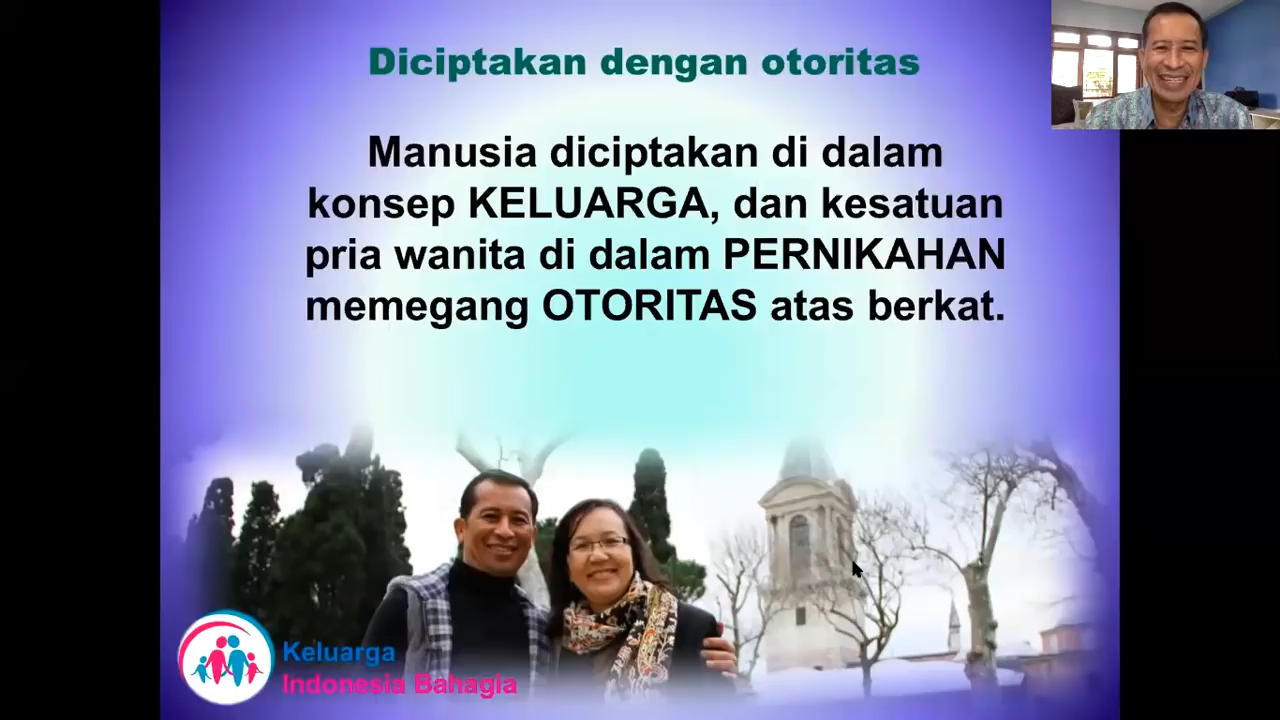 Diciptakan dengan otoritas
Manusia diciptakan di dalam
konsep KELUARGA, dan kesatuan
pria wanita di dalam PERNIKAHAN
memegang OTORITAS atas berkat.
Keluarga
Indonesia Bahagia